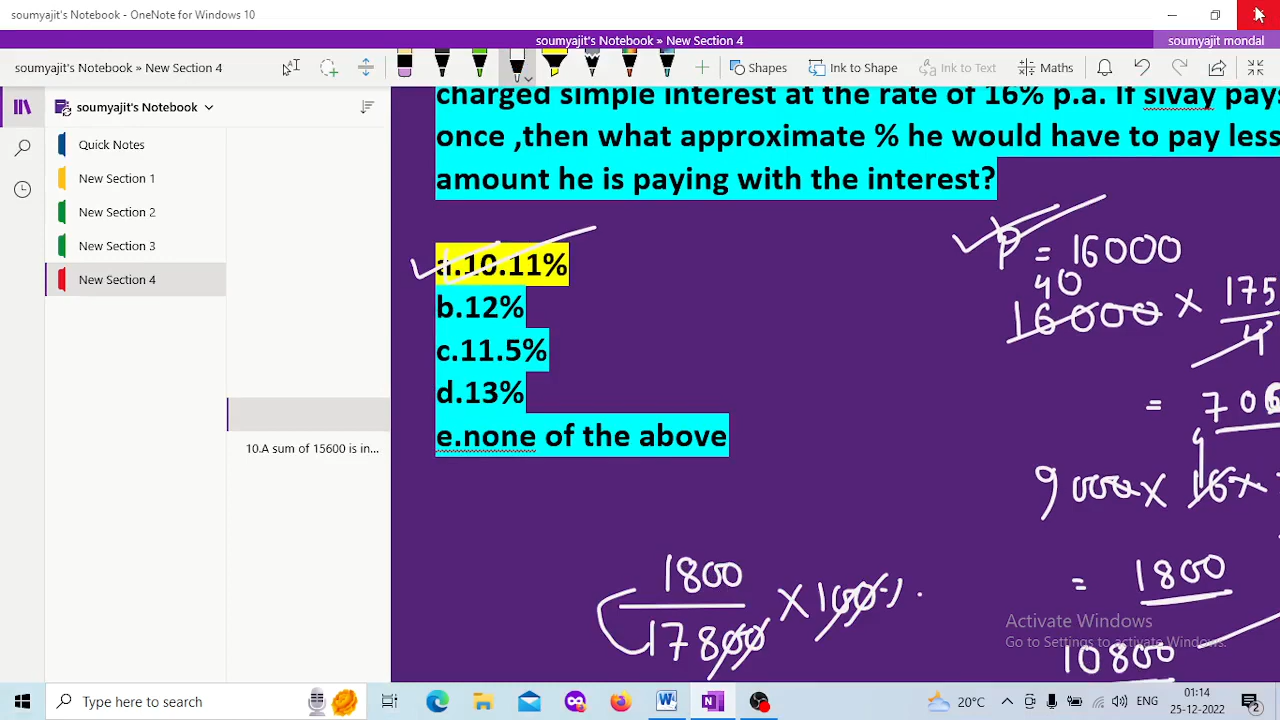 soumyajit's Notebook - OneNote for Windows 10
soumyajit's Notebook » New Section 4
soumyajit mondal
soumyajit's Notebook » New Section 4
Shapes
Ink to Shape
Ink to Text
Maths
soumyajit's Notebook
Quick Notes
New Section 1
New Section 2
New Section 3
New Section 4
10.A sum of 15600 is in...
charged simple interest at the rate of 16% p.a. If sivay pays
once ,then what approximate % he would have to pay less
amount he is paying with the interest?
a.10.11%
b.12%
c.11.5%
d.13%
e.none of the above
P = 16000
40
16000 × 175
4
=
9
9000 × 16 ×
= 1800
10800
1800
17800
× 100
Activate Windows
Go to Settings to activate Windows.
Type here to search
20°C
ENG
01:14
25-12-2022
2